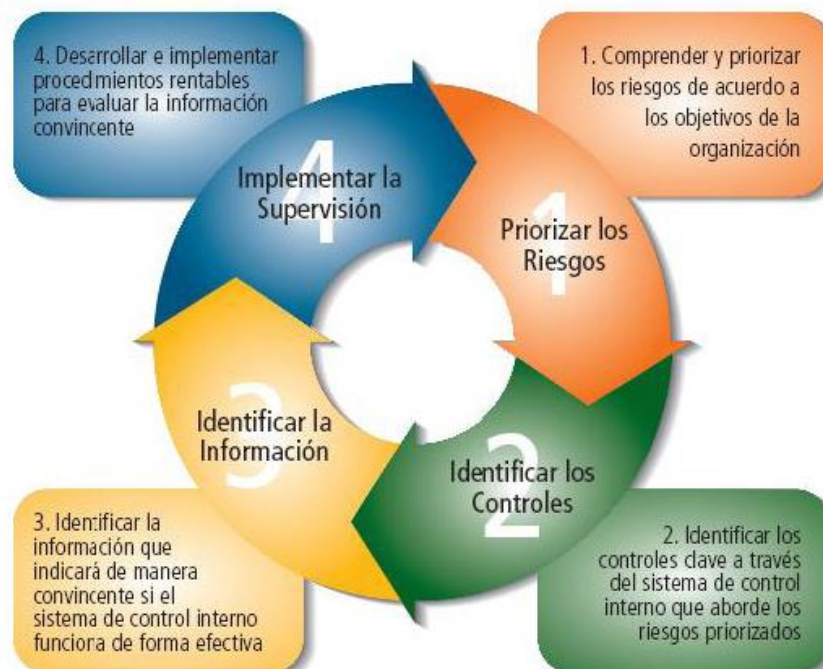 4. Desarrollar e implementar
procedimientos rentables
para evaluar la información
convincente
1. Comprender y priorizar
los riesgos de acuerdo a
los objetivos de la
organización
4
Implementar la
Supervisión
1
Priorizar los
Riesgos
3
Identificar la
Información
2
Identificar los
Controles
3. Identificar la
información que
indicará de manera
convincente si el
sistema de control interno
funciona de forma efectiva
2. Identificar los
controles clave a través
del sistema de control
interno que aborde los
riesgos priorizados